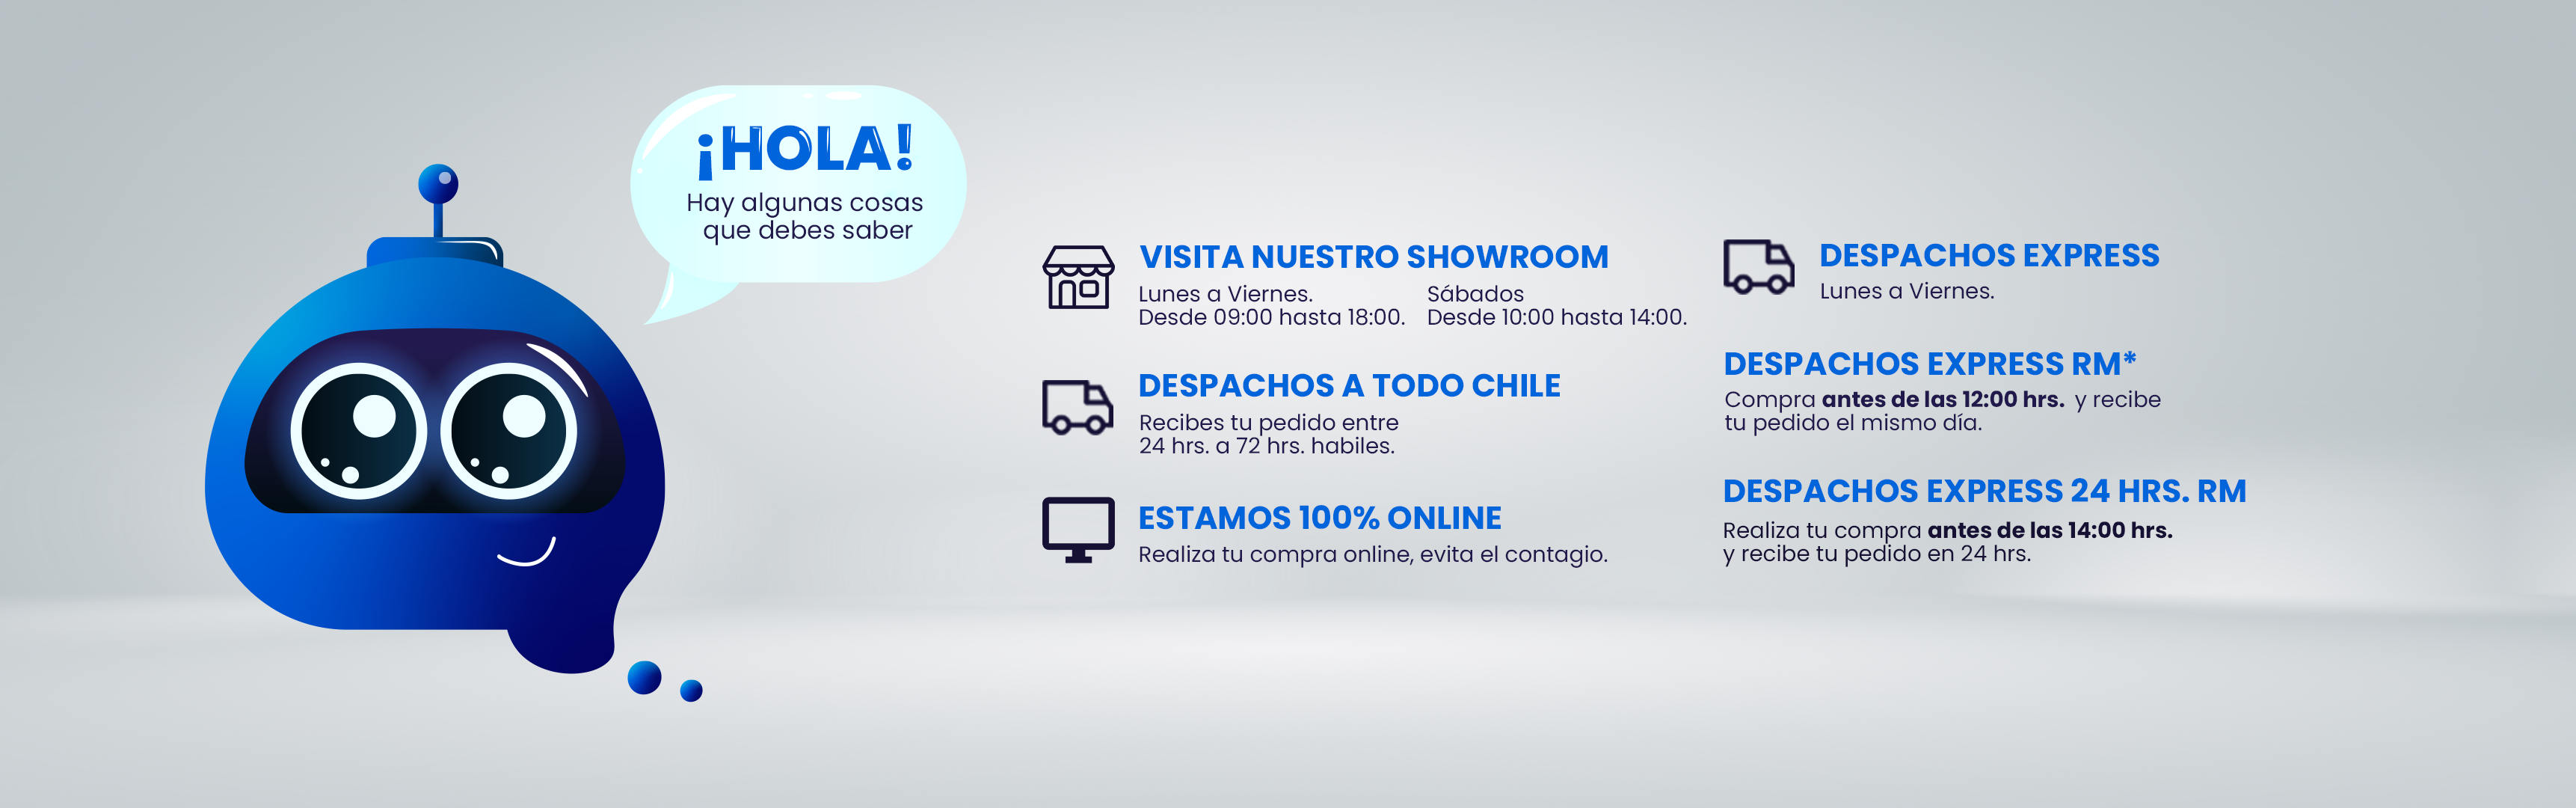 ¡HOLA!
Hay algunas cosas
que debes saber
VISITA NUESTRO SHOWROOM
Lunes a Viernes.
Desde 09:00 hasta 18:00.
Sábados
Desde 10:00 hasta 14:00.
DESPACHOS A TODO CHILE
Recibes tu pedido entre
24 hrs. a 72 hrs. habiles.
ESTAMOS 100% ONLINE
Realiza tu compra online, evita el contagio.
DESPACHOS EXPRESS
Lunes a Viernes.
DESPACHOS EXPRESS RM*
Compra antes de las 12:00 hrs. y recibe
tu pedido el mismo día.
DESPACHOS EXPRESS 24 HRS. RM
Realiza tu compra antes de las 14:00 hrs.
y recibe tu pedido en 24 hrs.